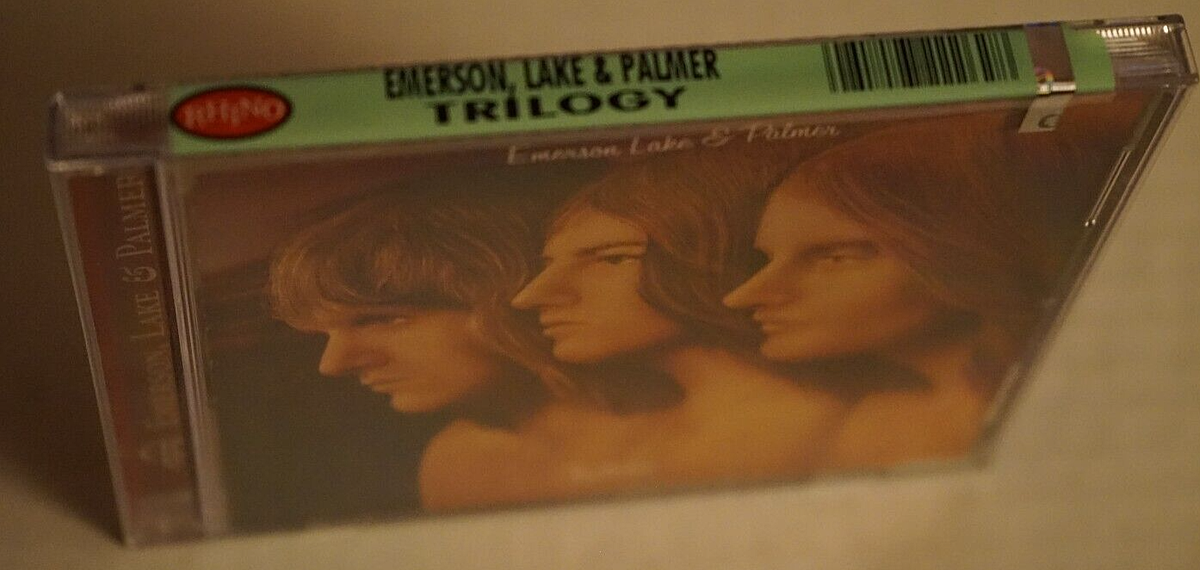 RHINO
EMERSON, LAKE & PALMER
TRILOGY
Emerson Lake & Palmer
EMERSON, LAKE & PALMER